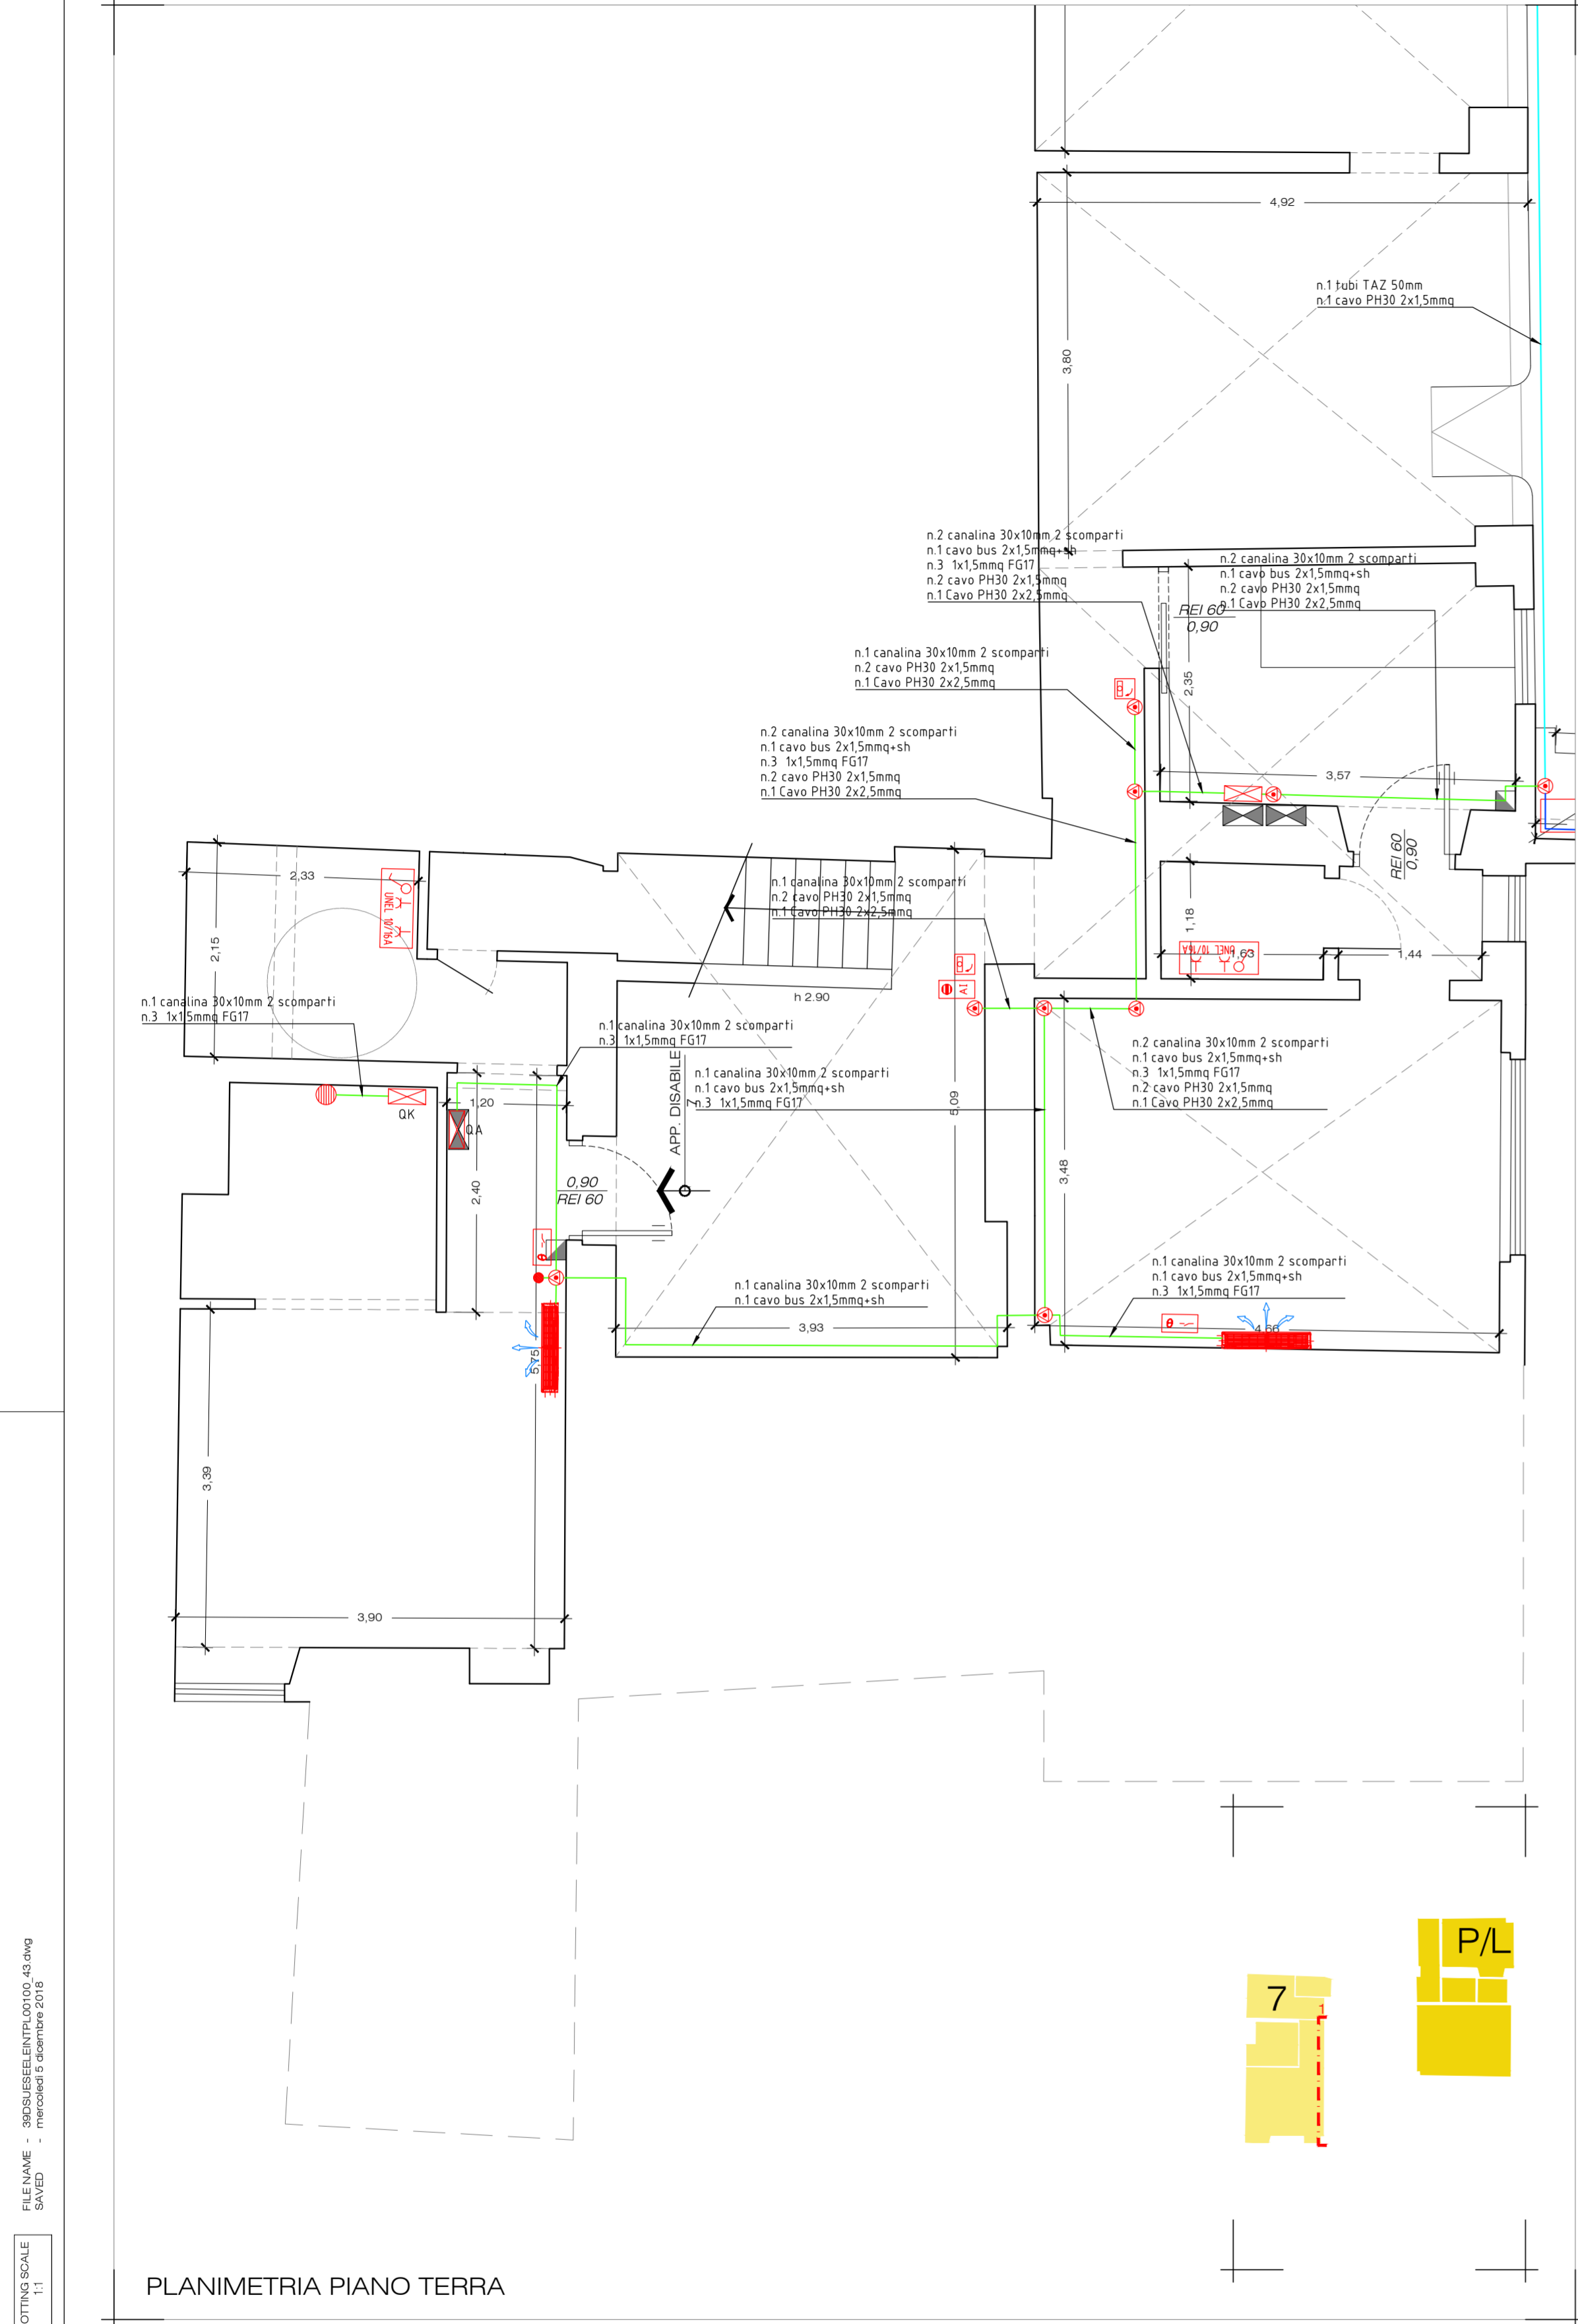 4,92
n.1 tubi TAZ 50mm
n.1 cavo PH30 2x1,5mmq
3,80
n.2 canalina 30x10mm 2 scomparti
n.1 cavo bus 2x1,5mmq+sh
n.3 1x1,5mmq FG17
n.2 cavo PH30 2x1,5mmq
n.1 Cavo PH30 2x2,5mmq
n.2 canalina 30x10mm 2 scomparti
n.1 cavo bus 2x1,5mmq+sh
n.2 cavo PH30 2x1,5mmq
n.1 Cavo PH30 2x2,5mmq
REI 60
0,90
n.1 canalina 30x10mm 2 scomparti
n.2 cavo PH30 2x1,5mmq
n.1 Cavo PH30 2x2,5mmq
2,35
n.2 canalina 30x10mm 2 scomparti
n.1 cavo bus 2x1,5mmq+sh
n.3 1x1,5mmq FG17
n.2 cavo PH30 2x1,5mmq
n.1 Cavo PH30 2x2,5mmq
3,57
REI 60
0,90
2,33
UNEL 10/16A
n.1 canalina 30x10mm 2 scomparti
n.2 cavo PH30 2x1,5mmq
n.1 Cavo PH30 2x2,5mmq
1,18
2,15
UNEL 10/16A
1,63
1,44
AI
h 2.90
n.1 canalina 30x10mm 2 scomparti
n.3 1x1,5mmq FG17
n.1 canalina 30x10mm 2 scomparti
n.3 1x1,5mmq FG17
n.2 canalina 30x10mm 2 scomparti
n.1 cavo bus 2x1,5mmq+sh
n.3 1x1,5mmq FG17
n.2 cavo PH30 2x1,5mmq
n.1 Cavo PH30 2x2,5mmq
APP. DISABILE
7
n.1 canalina 30x10mm 2 scomparti
n.1 cavo bus 2x1,5mmq+sh
n.3 1x1,5mmq FG17
5,09
1,20
QK
QA
3,48
2,40
0,90
REI 60
θ
n.1 canalina 30x10mm 2 scomparti
n.1 cavo bus 2x1,5mmq+sh
n.3 1x1,5mmq FG17
n.1 canalina 30x10mm 2 scomparti
n.1 cavo bus 2x1,5mmq+sh
3,93
θ
4,66
5,75
3,39
3,90
P/L
7
1
FILE NAME - 39DSUESEELEINTPL00100_43.dwg
SAVED - mercoledì 5 dicembre 2018
OTTING SCALE
1:1
PLANIMETRIA PIANO TERRA